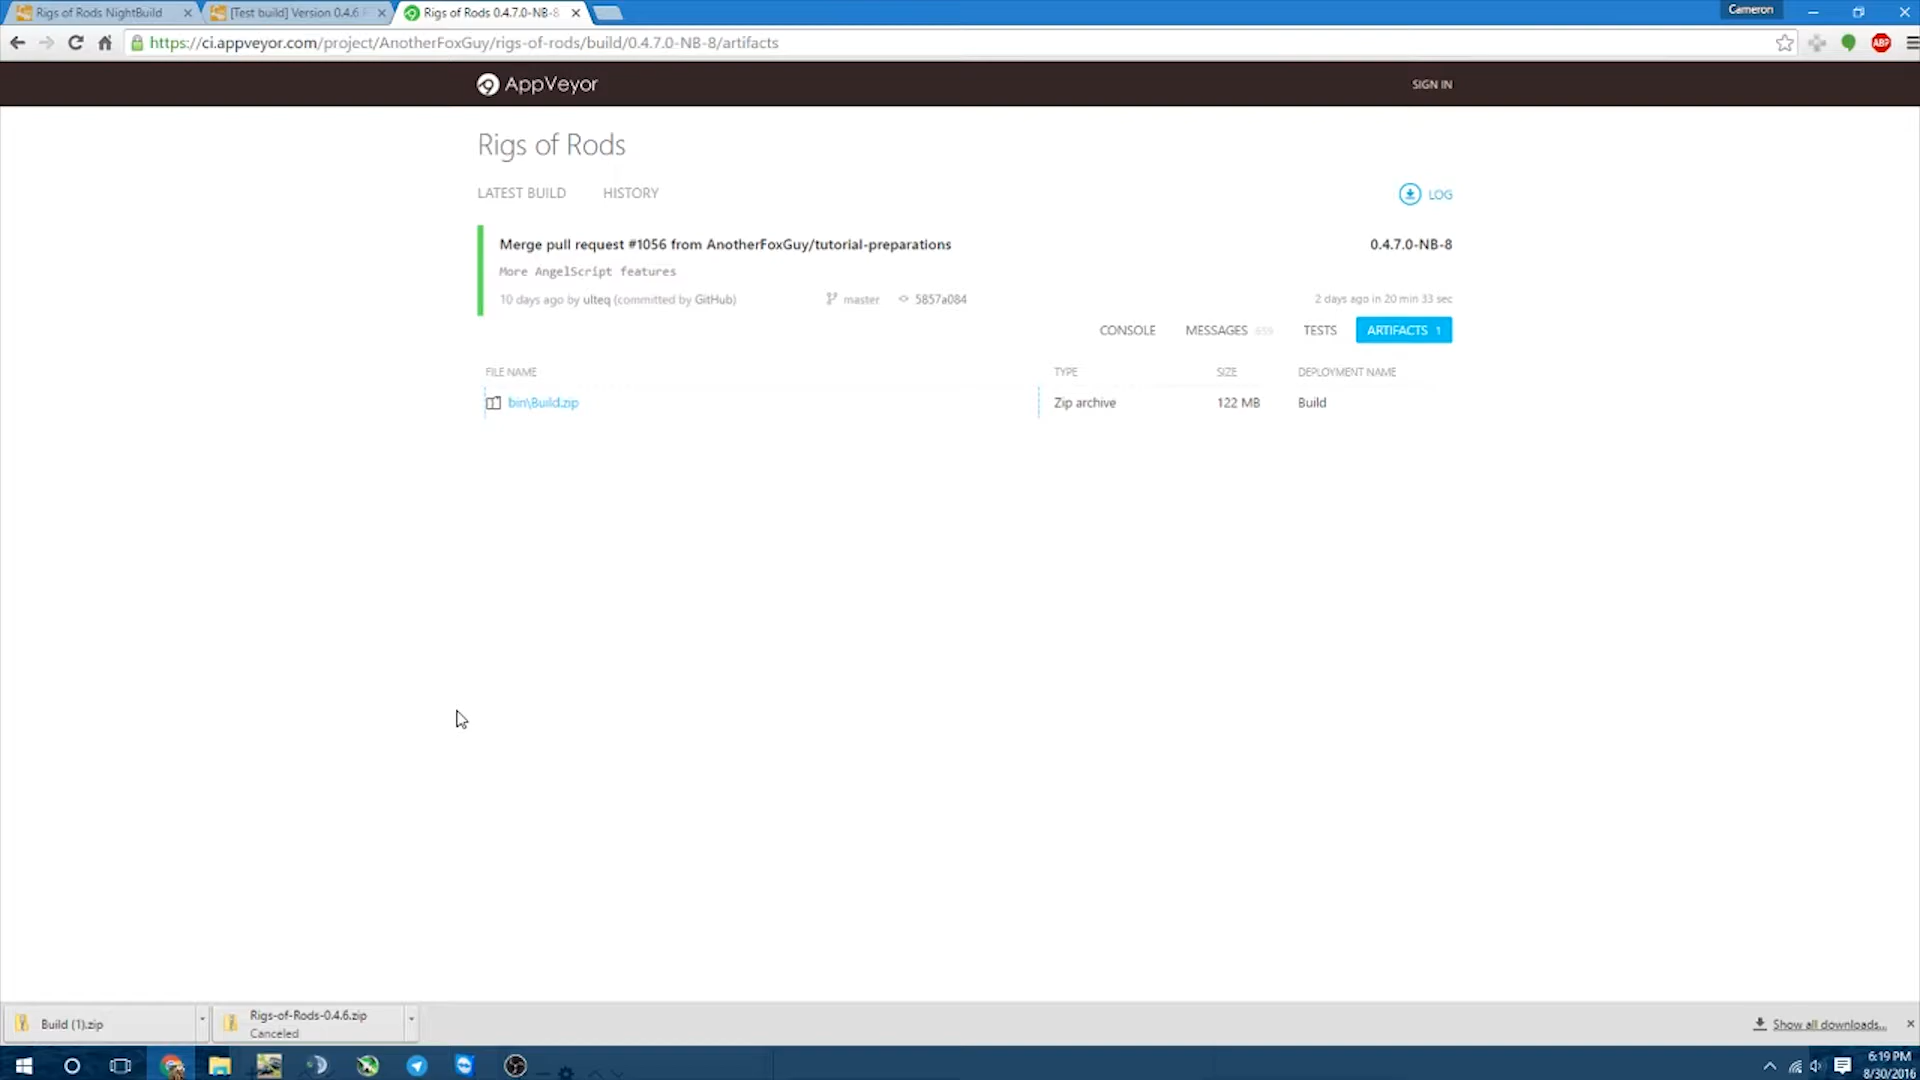 Rigs of Rods NightBuild
[Test build] Version 0.4.6
Rigs of Rods 0.4.7.0-NB-8
Cameron
https://ci.appveyor.com/project/AnotherFoxGuy/rigs-of-rods/build/0.4.7.0-NB-8/artifacts
ABP
AppVeyor
SIGN IN
Rigs of Rods
LATEST BUILD HISTORY
LOG
Merge pull request #1056 from AnotherFoxGuy/tutorial-preparations
0.4.7.0-NB-8
More AngelScript features
10 days ago by ulteq (committed by GitHub)
master
5857a084
2 days ago in 20 min 33 sec
CONSOLE MESSAGES 659 TESTS ARTIFACTS 1
FILE NAME TYPE SIZE DEPLOYMENT NAME
bin\Build.zip Zip archive 122 MB Build
Build (1).zip
Rigs-of-Rods-0.4.6.zip
Canceled
Show all downloads...
6:19 PM
8/30/2016